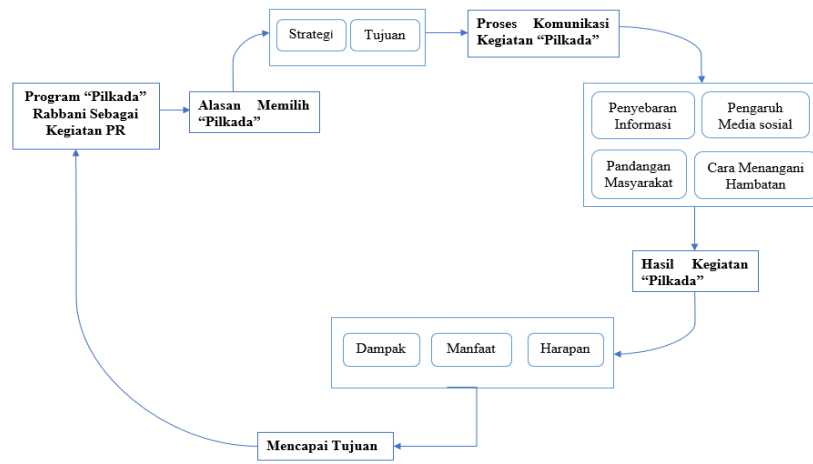 Program “Pilkada”
Rabbani Sebagai
Kegiatan PR
Alasan Memilih
“Pilkada”
Strategi
Tujuan
Proses Komunikasi
Kegiatan “Pilkada”
Penyebaran
Informasi
Pengaruh
Media sosial
Pandangan
Masyarakat
Cara Menangani
Hambatan
Hasil Kegiatan
“Pilkada”
Dampak
Manfaat
Harapan
Mencapai Tujuan